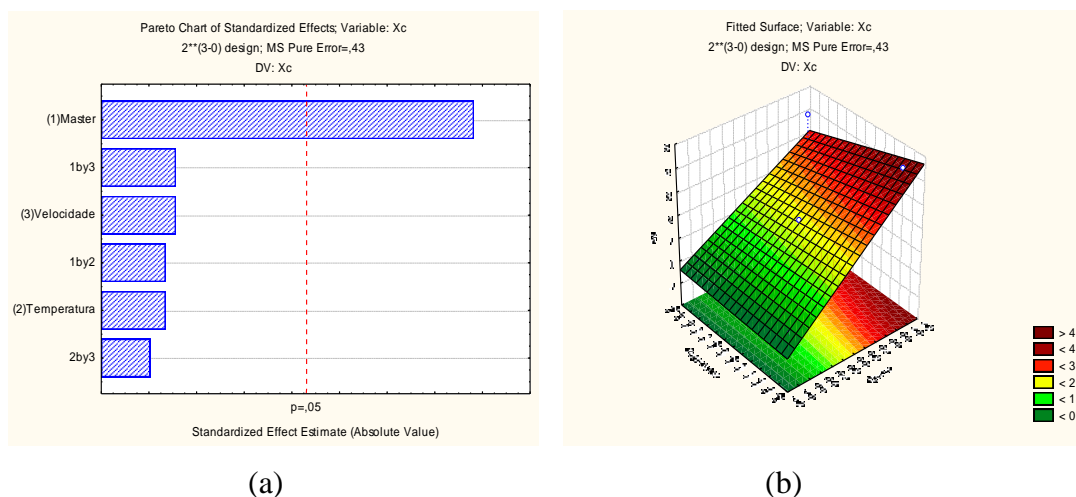 Pareto Chart of Standardized Effects; Variable: Xc
2**(3-0) design; MS Pure Error=,43
DV: Xc
(1)Master
1by3
(3)Velocidade
1by2
(2)Temperatura
2by3
p=,05
Standardized Effect Estimate (Absolute Value)
(a)
Fitted Surface; Variable: Xc
2**(3-0) design; MS Pure Error=,43
DV: Xc
> 4
< 4
< 3
< 2
< 1
< 0
(b)